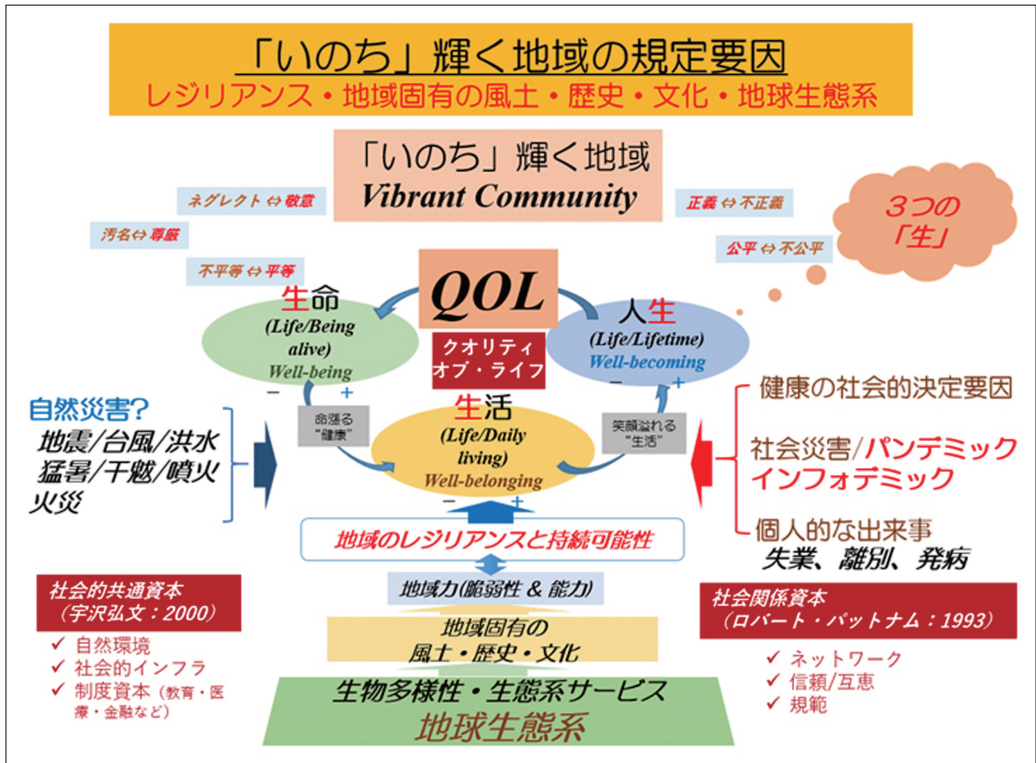 「いのち」輝く地域の規定要因
レジリアンス・地域固有の風土・歴史・文化・地球生態系
「いのち」輝く地域
Vibrant Community
ネグレクト ⇔ 敬意
汚名 ⇔ 尊厳
不平等 ⇔ 平等
正義 ⇔ 不正義
公平 ⇔ 不公平
3つの
「生」
QOL
クオリティ
オブ・ライフ
生命
(Life/Being
alive)
Well-being
− +
人生
(Life/Lifetime)
Well-becoming
− +
命漲る
“健康”
笑顔溢れる
“生活”
生活
(Life/Daily
living)
Well-belonging
− +
自然災害?
地震/台風/洪水
猛暑/干魃/噴火
火災
健康の社会的決定要因
社会災害/パンデミック
インフォデミック
個人的な出来事
失業、離別、発病
地域のレジリアンスと持続可能性
地域力(脆弱性 & 能力)
地域固有の
風土・歴史・文化
生物多様性・生態系サービス
地球生態系
社会的共通資本
(宇沢弘文:2000)
✓ 自然環境
✓ 社会的インフラ
✓ 制度資本(教育・医
療・金融など)
社会関係資本
(ロバート・パットナム:1993)
✓ ネットワーク
✓ 信頼/互恵
✓ 規範